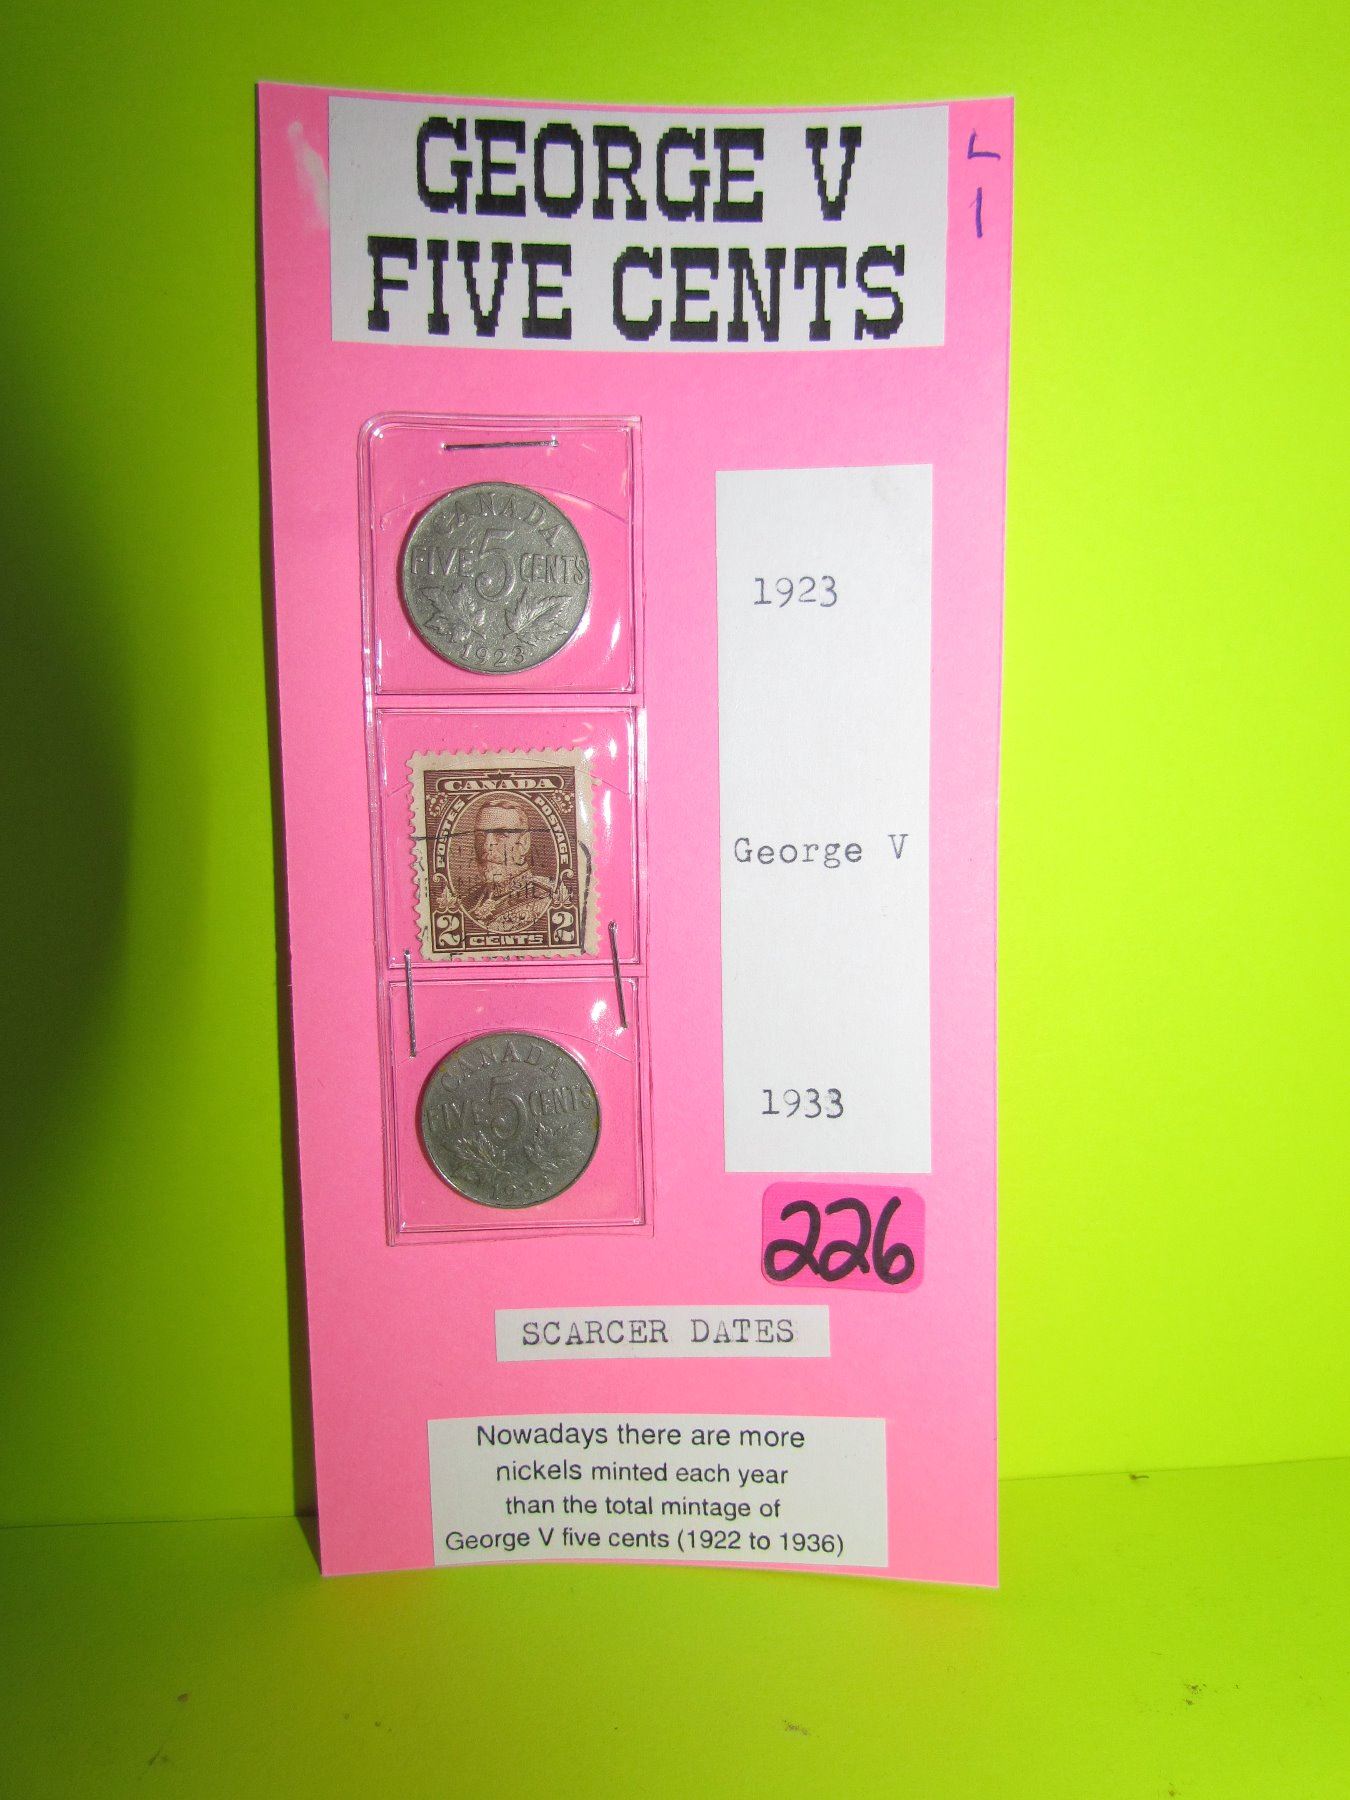 GEORGE V
FIVE CENTS
L
1
CANADA
FIVE 5 CENTS
1923
1923
CANADA
POSTES POSTAGE
2 CENTS 2
George V
CANADA
FIVE 5 CENTS
1933
1933
226
SCARCER DATES
Nowadays there are more
nickels minted each year
than the total mintage of
George V five cents (1922 to 1936)